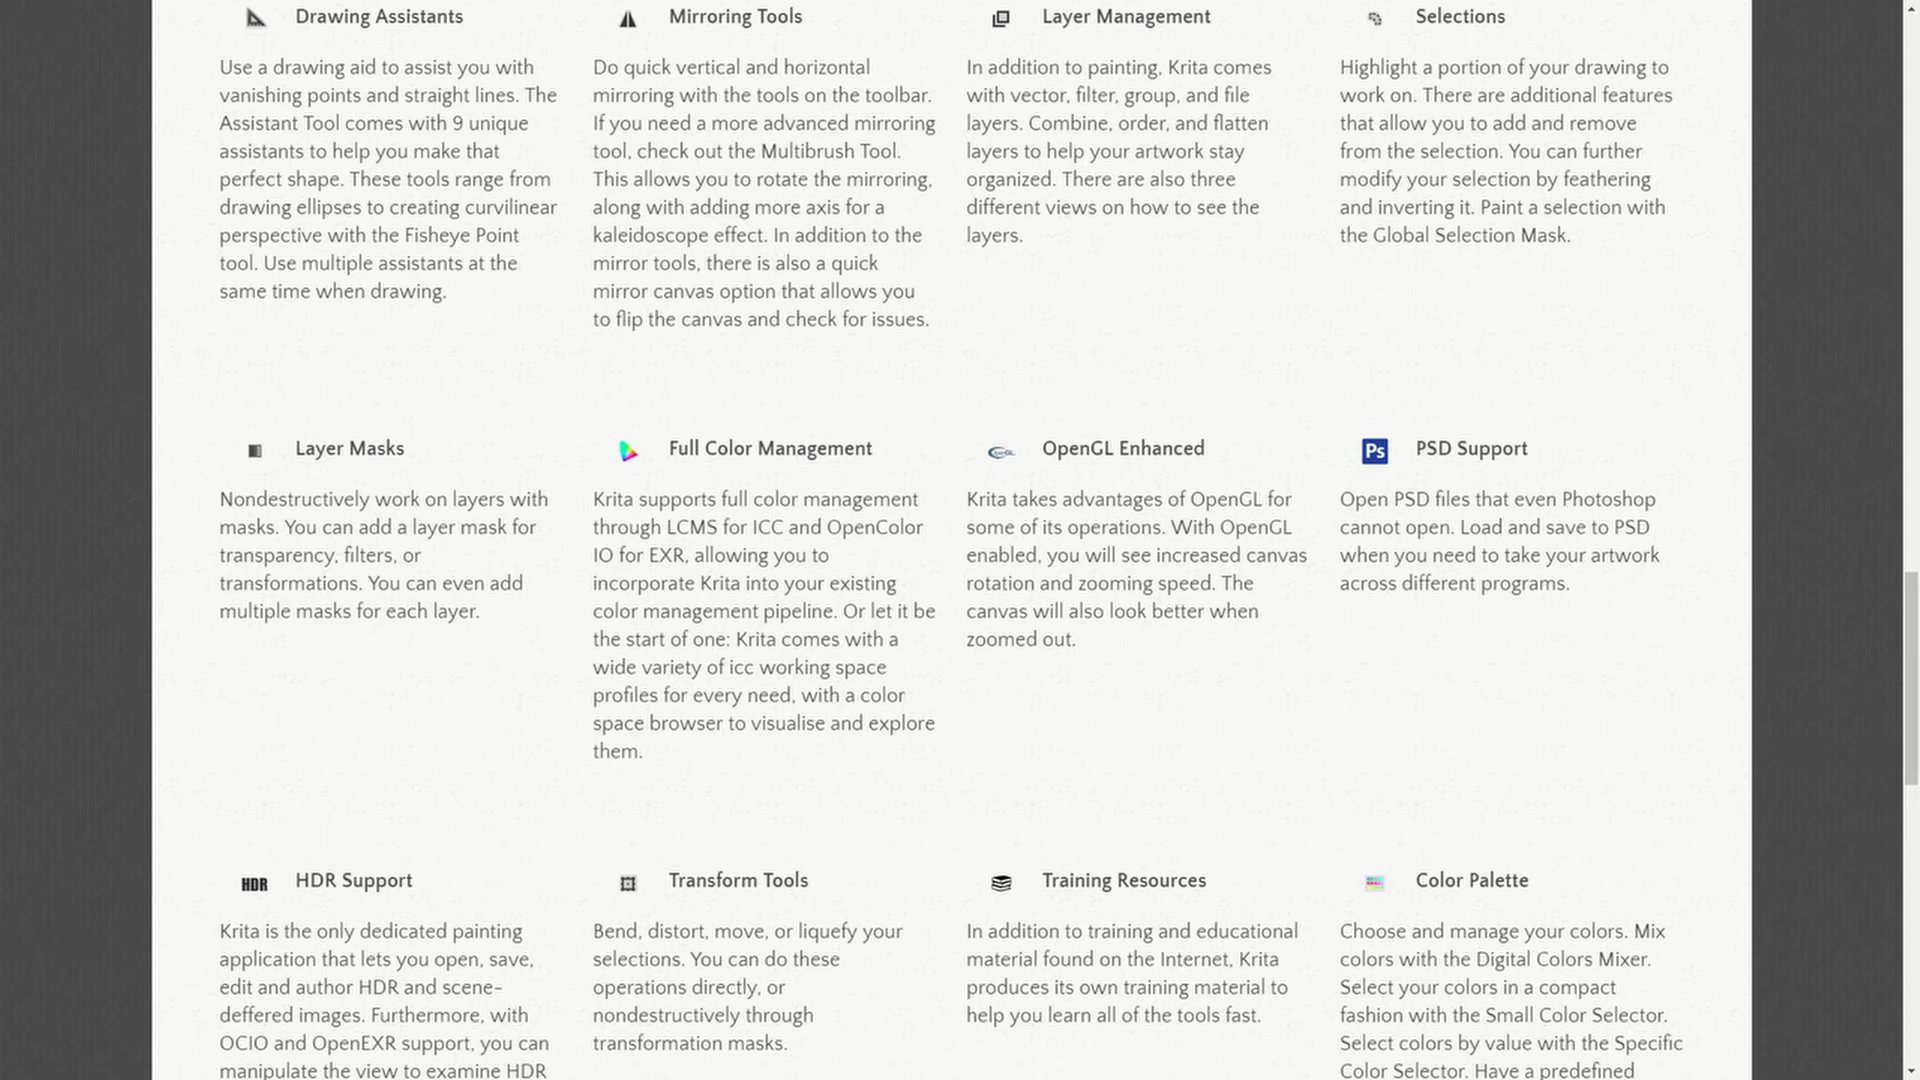 Drawing Assistants
Use a drawing aid to assist you with
vanishing points and straight lines. The
Assistant Tool comes with 9 unique
assistants to help you make that
perfect shape. These tools range from
drawing ellipses to creating curvilinear
perspective with the Fisheye Point
tool. Use multiple assistants at the
same time when drawing.
Mirroring Tools
Do quick vertical and horizontal
mirroring with the tools on the toolbar.
If you need a more advanced mirroring
tool, check out the Multibrush Tool.
This allows you to rotate the mirroring,
along with adding more axis for a
kaleidoscope effect. In addition to the
mirror tools, there is also a quick
mirror canvas option that allows you
to flip the canvas and check for issues.
Layer Management
In addition to painting, Krita comes
with vector, filter, group, and file
layers. Combine, order, and flatten
layers to help your artwork stay
organized. There are also three
different views on how to see the
layers.
Selections
Highlight a portion of your drawing to
work on. There are additional features
that allow you to add and remove
from the selection. You can further
modify your selection by feathering
and inverting it. Paint a selection with
the Global Selection Mask.
Layer Masks
Nondestructively work on layers with
masks. You can add a layer mask for
transparency, filters, or
transformations. You can even add
multiple masks for each layer.
Full Color Management
Krita supports full color management
through LCMS for ICC and OpenColor
IO for EXR, allowing you to
incorporate Krita into your existing
color management pipeline. Or let it be
the start of one: Krita comes with a
wide variety of icc working space
profiles for every need, with a color
space browser to visualise and explore
them.
OpenGL Enhanced
Krita takes advantages of OpenGL for
some of its operations. With OpenGL
enabled, you will see increased canvas
rotation and zooming speed. The
canvas will also look better when
zoomed out.
Ps PSD Support
Open PSD files that even Photoshop
cannot open. Load and save to PSD
when you need to take your artwork
across different programs.
HDR HDR Support
Krita is the only dedicated painting
application that lets you open, save,
edit and author HDR and scene-
deffered images. Furthermore, with
OCIO and OpenEXR support, you can
manipulate the view to examine HDR
Transform Tools
Bend, distort, move, or liquefy your
selections. You can do these
operations directly, or
nondestructively through
transformation masks.
Training Resources
In addition to training and educational
material found on the Internet, Krita
produces its own training material to
help you learn all of the tools fast.
Color Palette
Choose and manage your colors. Mix
colors with the Digital Colors Mixer.
Select your colors in a compact
fashion with the Small Color Selector.
Select colors by value with the Specific
Color Selector. Have a predefined